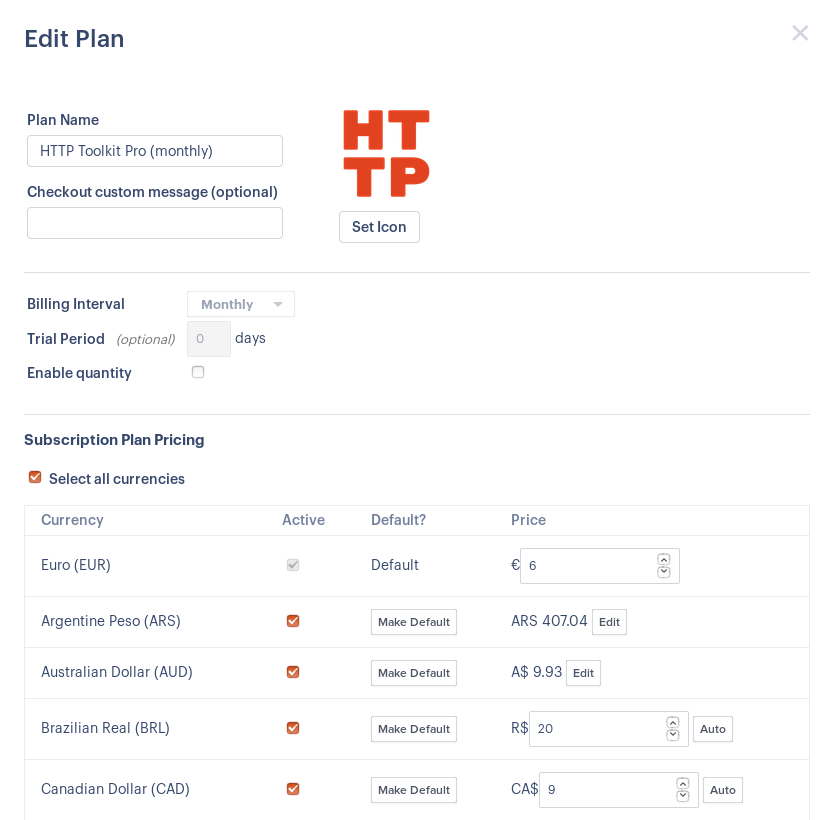 Edit Plan
Plan Name
HTTP Toolkit Pro (monthly)
Checkout custom message (optional)
HT
TP
Set Icon
Billing Interval Monthly
Trial Period (optional) 0 days
Enable quantity
Subscription Plan Pricing
Select all currencies
Currency Active Default? Price
Euro (EUR) Default €6
Argentine Peso (ARS) Make Default ARS 407.04 Edit
Australian Dollar (AUD) Make Default A$ 9.93 Edit
Brazilian Real (BRL) Make Default R$ 20 Auto
Canadian Dollar (CAD) Make Default CA$ 9 Auto